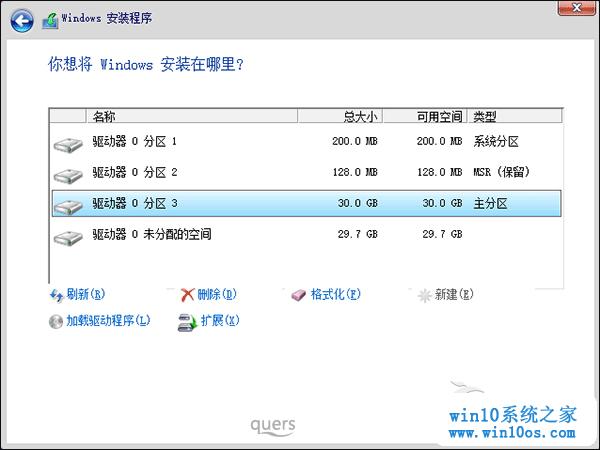 Windows 安装程序
你想将 Windows 安装在哪里?
名称 总大小 可用空间 类型
驱动器 0 分区 1 200.0 MB 200.0 MB 系统分区
驱动器 0 分区 2 128.0 MB 128.0 MB MSR (保留)
驱动器 0 分区 3 30.0 GB 30.0 GB 主分区
驱动器 0 未分配的空间 29.7 GB 29.7 GB
刷新(R) 删除(D) 格式化(F) 新建(E)
加载驱动程序(L) 扩展(X)
quers
win10系统之家
www.win10os.com